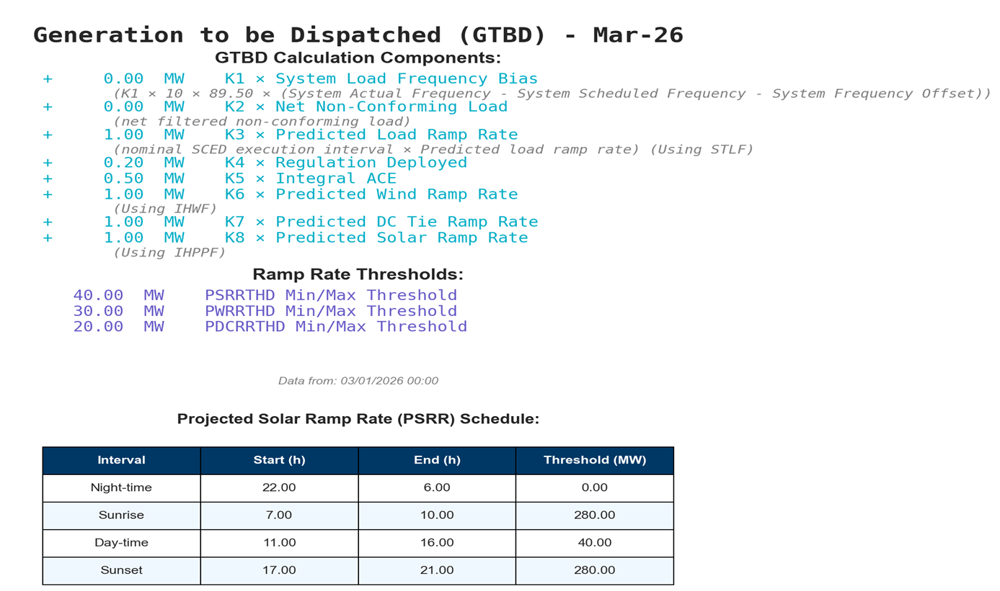 Generation to be Dispatched (GTBD) - Mar-26
GTBD Calculation Components:
+ 0.00 MW K1 × System Load Frequency Bias
(K1 × 10 × 89.50 × (System Actual Frequency - System Scheduled Frequency - System Frequency Offset))
+ 0.00 MW K2 × Net Non-Conforming Load
(net filtered non-conforming load)
+ 1.00 MW K3 × Predicted Load Ramp Rate
(nominal SCED execution interval × Predicted load ramp rate) (Using STLF)
+ 0.20 MW K4 × Regulation Deployed
+ 0.50 MW K5 × Integral ACE
+ 1.00 MW K6 × Predicted Wind Ramp Rate
(Using IHWF)
+ 1.00 MW K7 × Predicted DC Tie Ramp Rate
+ 1.00 MW K8 × Predicted Solar Ramp Rate
(Using IHPPF)
Ramp Rate Thresholds:
40.00 MW PSRRTHD Min/Max Threshold
30.00 MW PWRRTHD Min/Max Threshold
20.00 MW PDCRRTHD Min/Max Threshold
Data from: 03/01/2026 00:00
Projected Solar Ramp Rate (PSRR) Schedule:
Interval Start (h) End (h) Threshold (MW)
Night-time 22.00 6.00 0.00
Sunrise 7.00 10.00 280.00
Day-time 11.00 16.00 40.00
Sunset 17.00 21.00 280.00